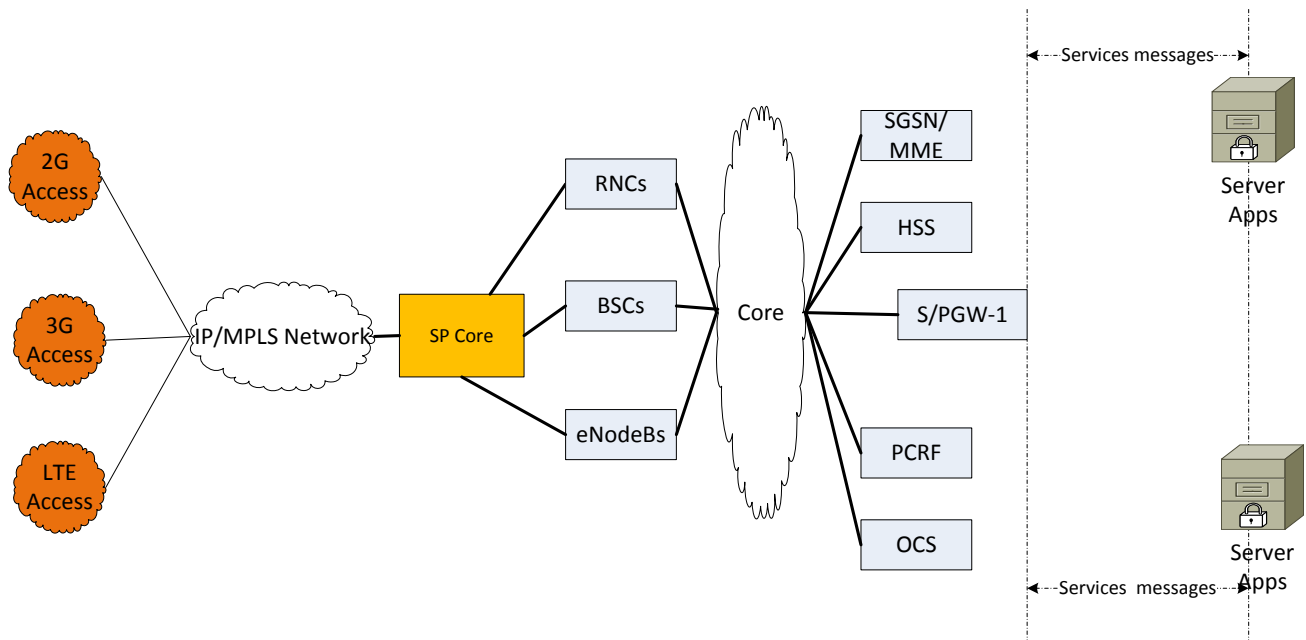 Services messages
2G
Access
3G
Access
LTE
Access
IP/MPLS Network
SP Core
RNCs
BSCs
eNodeBs
Core
SGSN/
MME
HSS
S/PGW-1
PCRF
OCS
Server
Apps
Server
Apps
Services  messages